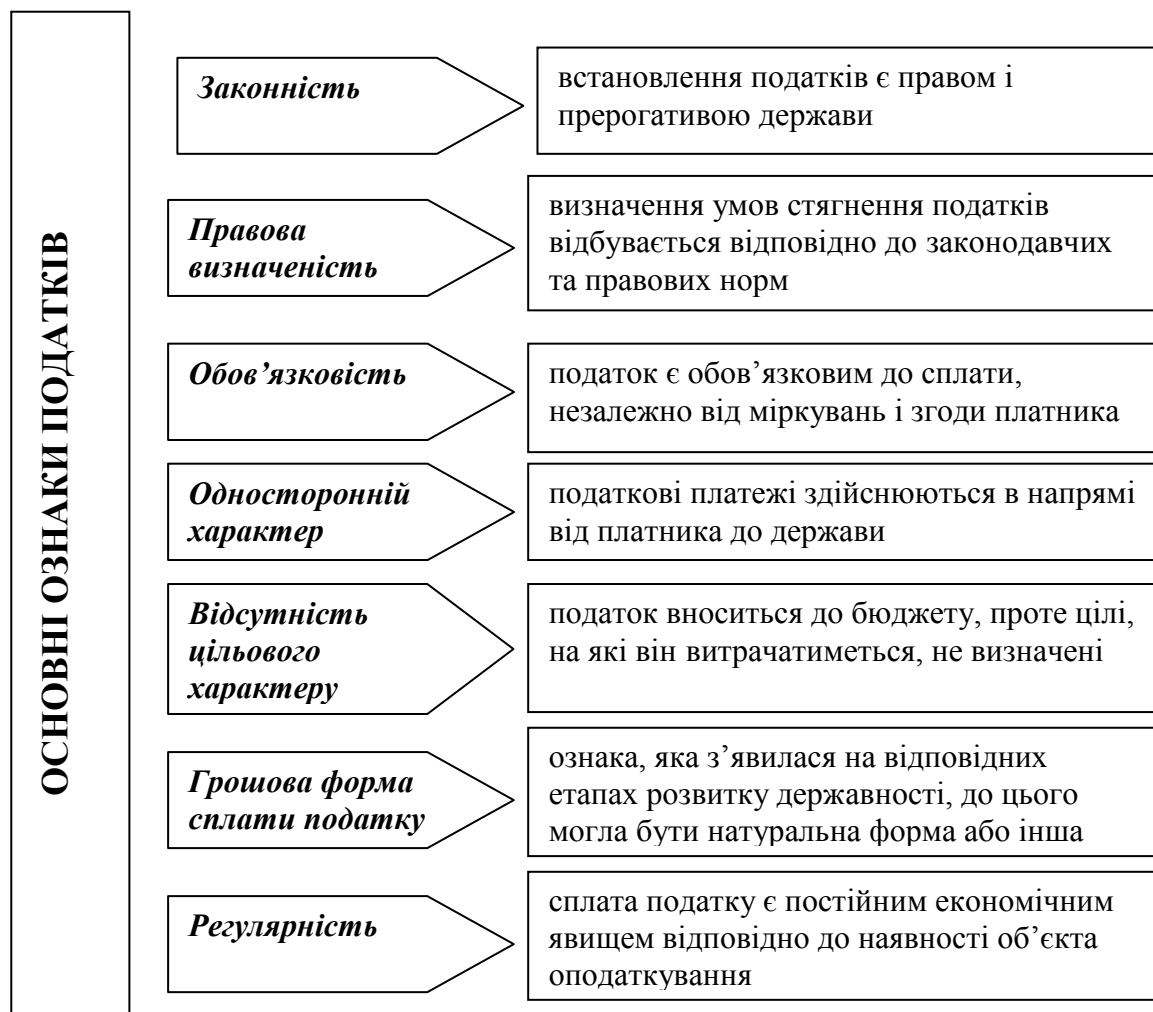 ОСНОВНІ ОЗНАКИ ПОДАТКІВ
Законність
встановлення податків є правом і
прерогативою держави
Правова
визначеність
визначення умов стягнення податків
відбувається відповідно до законодавчих
та правових норм
Обов’язковість
податок є обов’язковим до сплати,
незалежно від міркувань і згоди платника
Односторонній
характер
податкові платежі здійснюються в напрямі
від платника до держави
Відсутність
цільового
характеру
податок вноситься до бюджету, проте цілі,
на які він витрачатиметься, не визначені
Грошова форма
сплати податку
ознака, яка з’явилася на відповідних
етапах розвитку державності, до цього
могла бути натуральна форма або інша
Регулярність
сплата податку є постійним економічним
явищем відповідно до наявності об’єкта
оподаткування